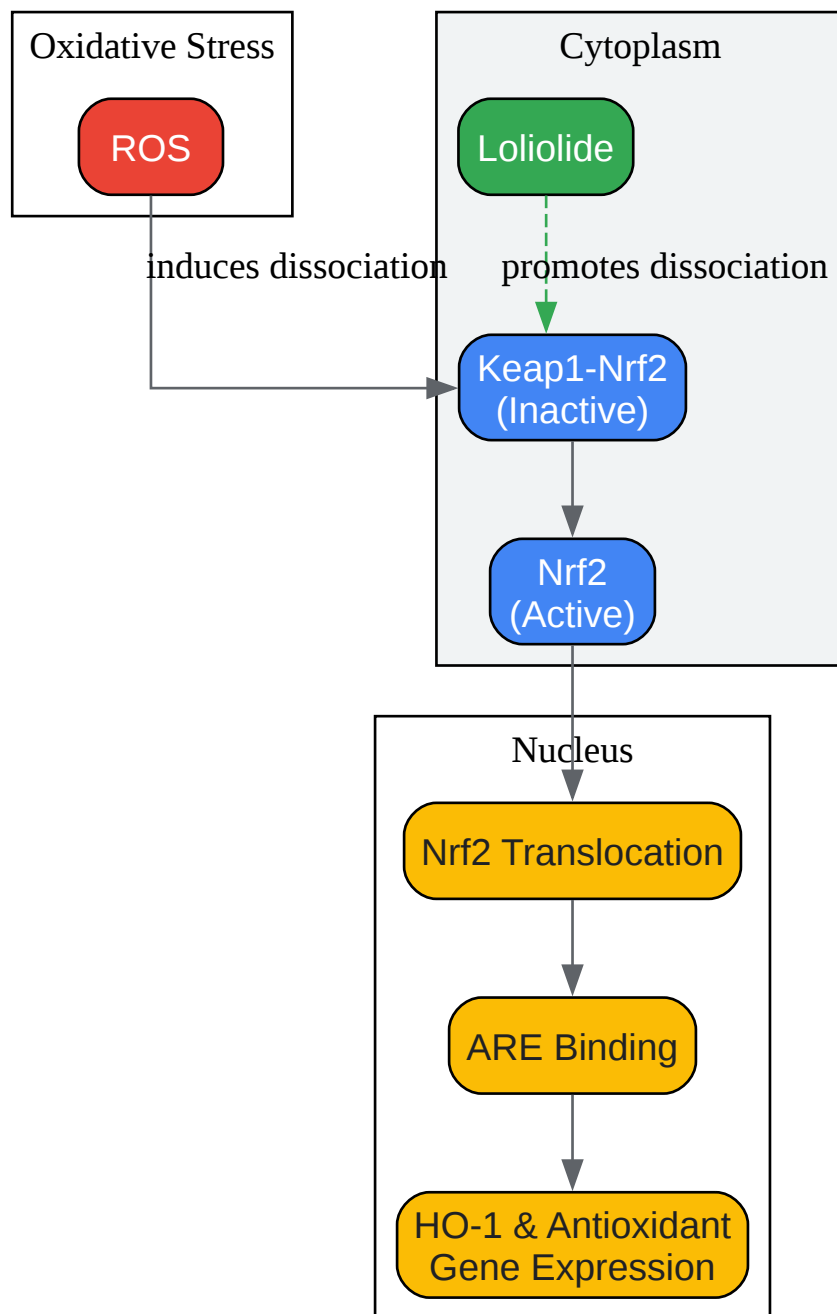 Oxidative Stress
Cytoplasm
ROS
Loliolide
induces dissociation
promotes dissociation
Keap1-Nrf2
(Inactive)
Nrf2
(Active)
Nucleus
Nrf2 Translocation
ARE Binding
HO-1 & Antioxidant
Gene Expression